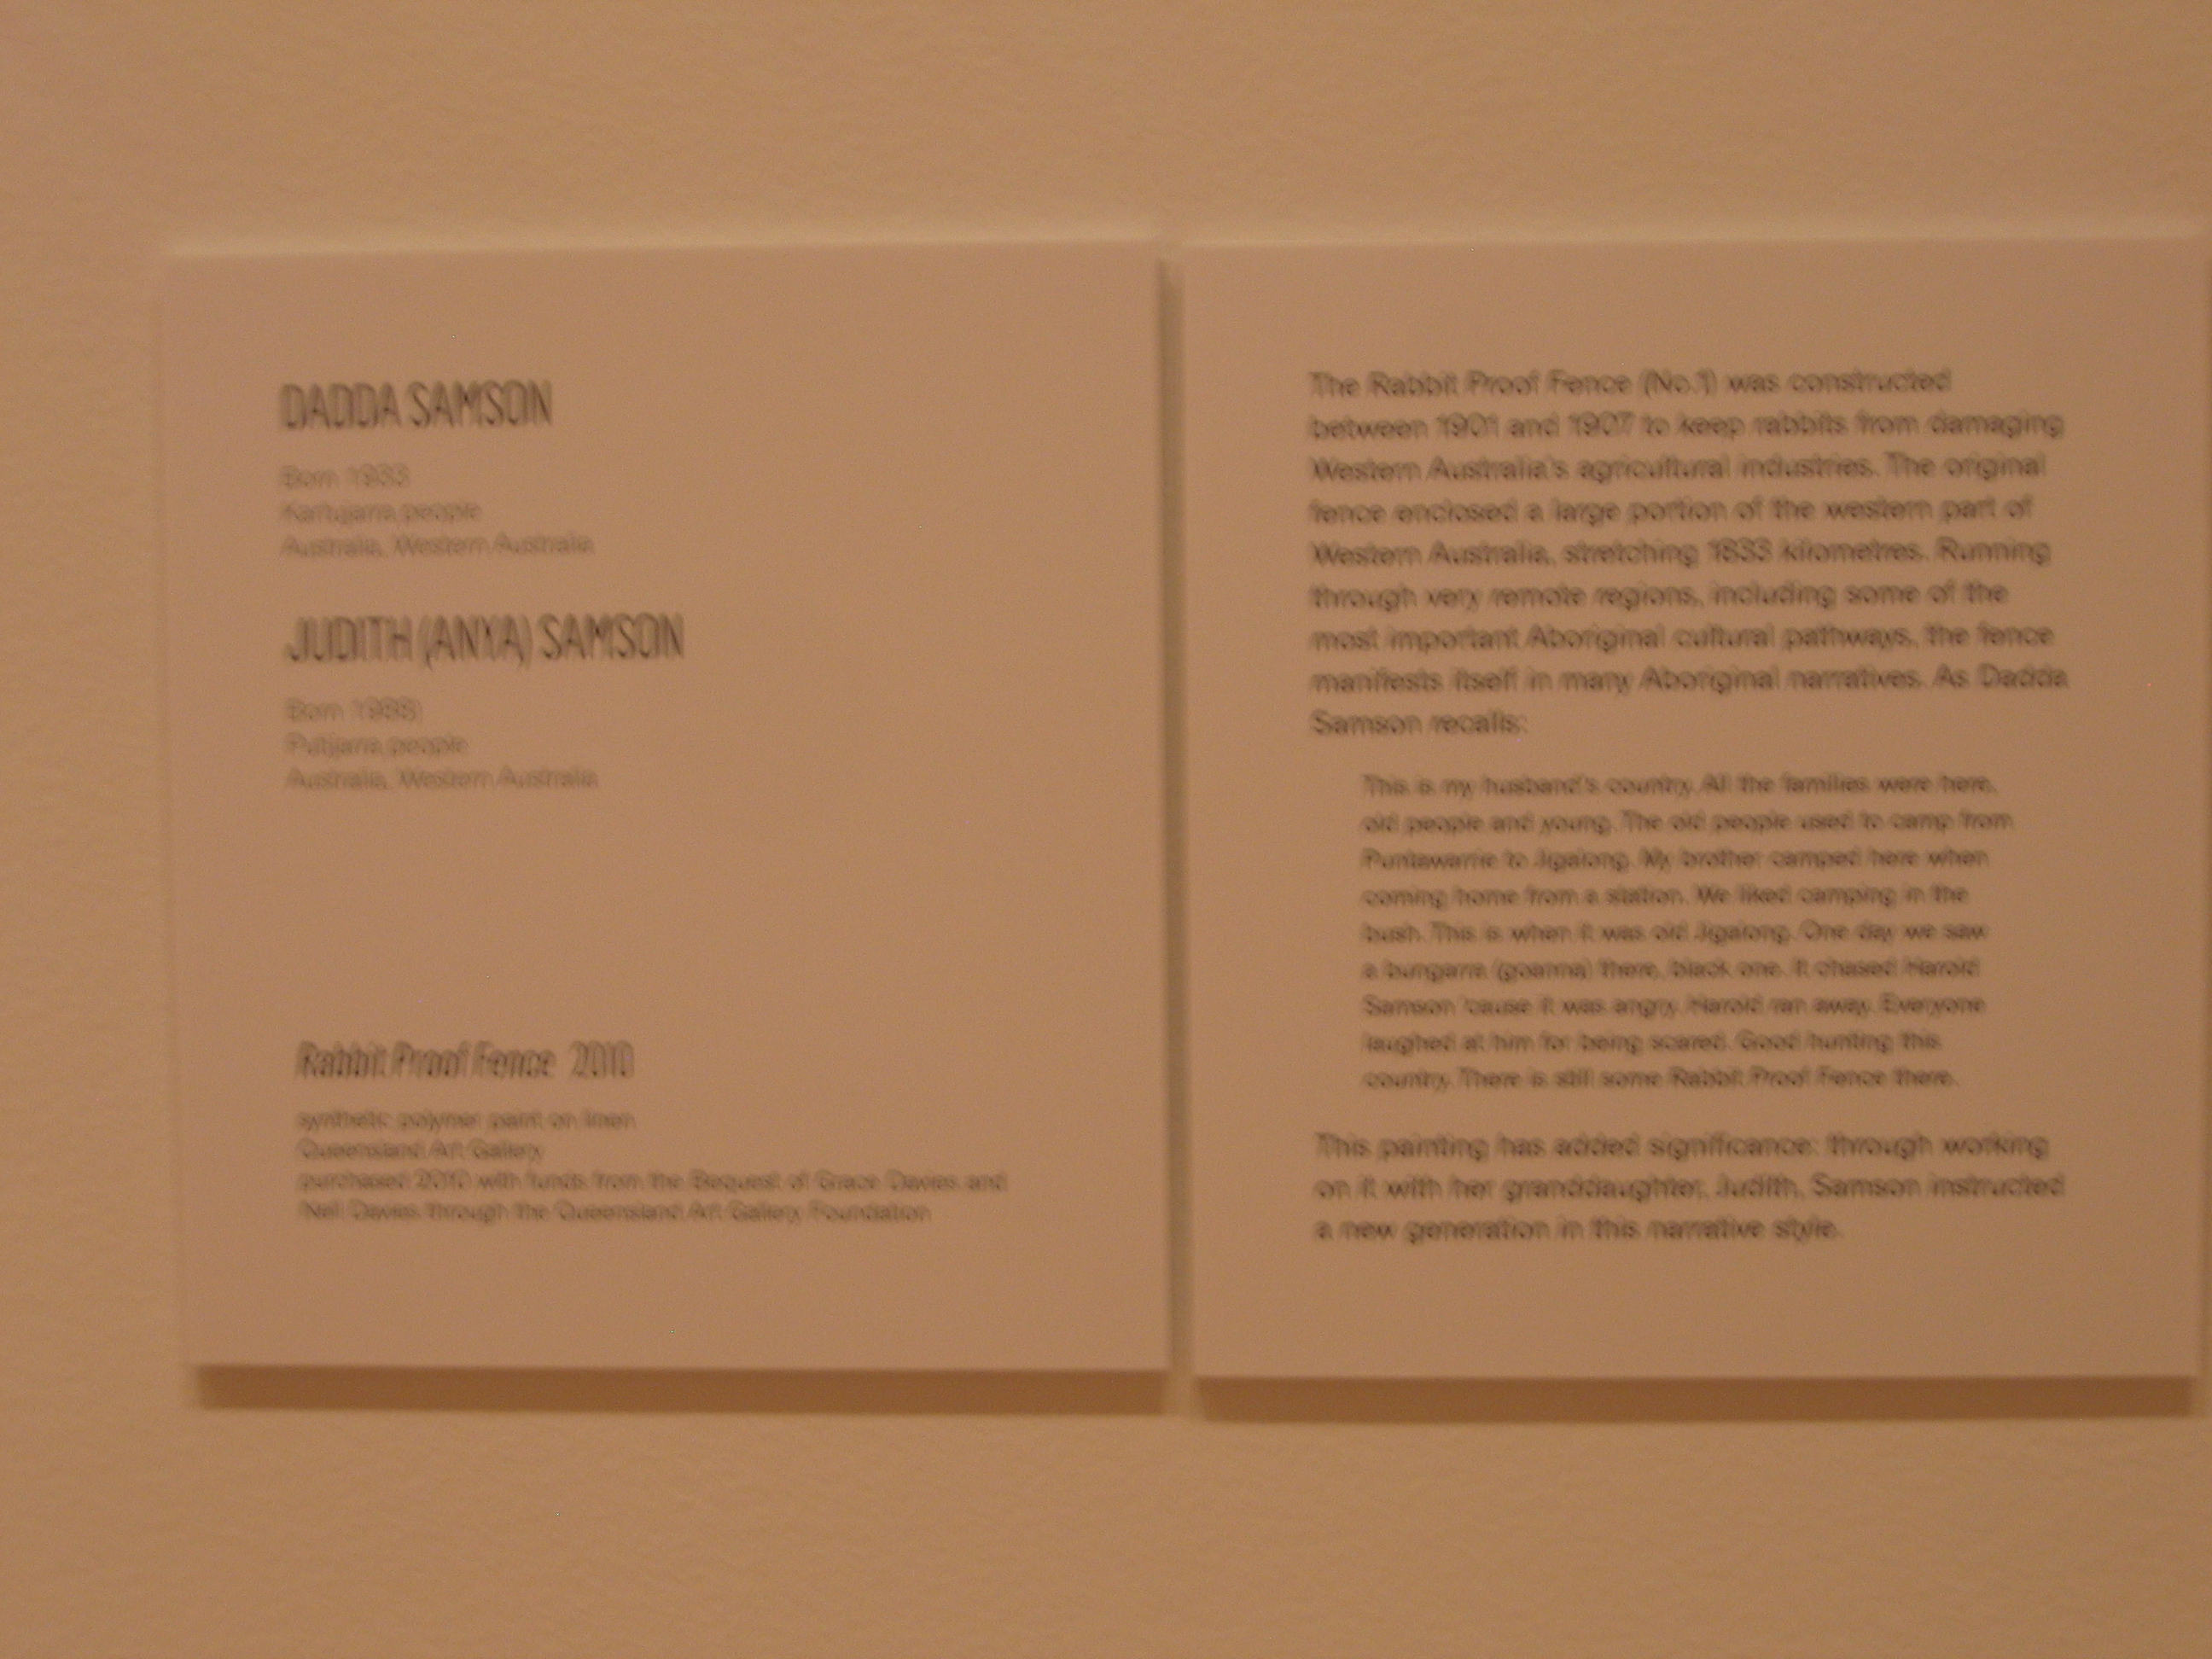 DADDA SAMSON
Born 1933
Kartujarra people
Australia, Western Australia
JUDITH (ANYA) SAMSON
Born
Putijarra people
Australia, Western Australia
Rabbit Proof Fence 2010
synthetic polymer paint on linen
Queensland Art Gallery
purchased 2010 with funds from the Bequest of Grace Davies and
Nell Davies through the Queensland Art Gallery Foundation
The Rabbit Proof Fence (No.1) was constructed
between 1901 and 1907 to keep rabbits from damaging
Western Australia's agricultural industries. The original
fence enclosed a large portion of the western part of
Western Australia, stretching 1833 kilometres. Running
through very remote regions, including some of the
most important Aboriginal cultural pathways, the fence
manifests itself in many Aboriginal narratives. As Dadda
Samson recalls:
This is my husband's country. All the families were here,
old people and young. The old people used to camp from
Puntawarrie to Jigalong. My brother camped here when
coming home from a station. We liked camping in the
bush. This is when it was old Jigalong. One day we saw
a bungarra (goanna) there, black one. It chased Harold
Samson 'cause it was angry. Harold ran away. Everyone
laughed at him for being scared. Good hunting this
country. There is still some Rabbit Proof Fence there.
This painting has added significance: through working
on it with her granddaughter, Judith, Samson instructed
a new generation in this narrative style.